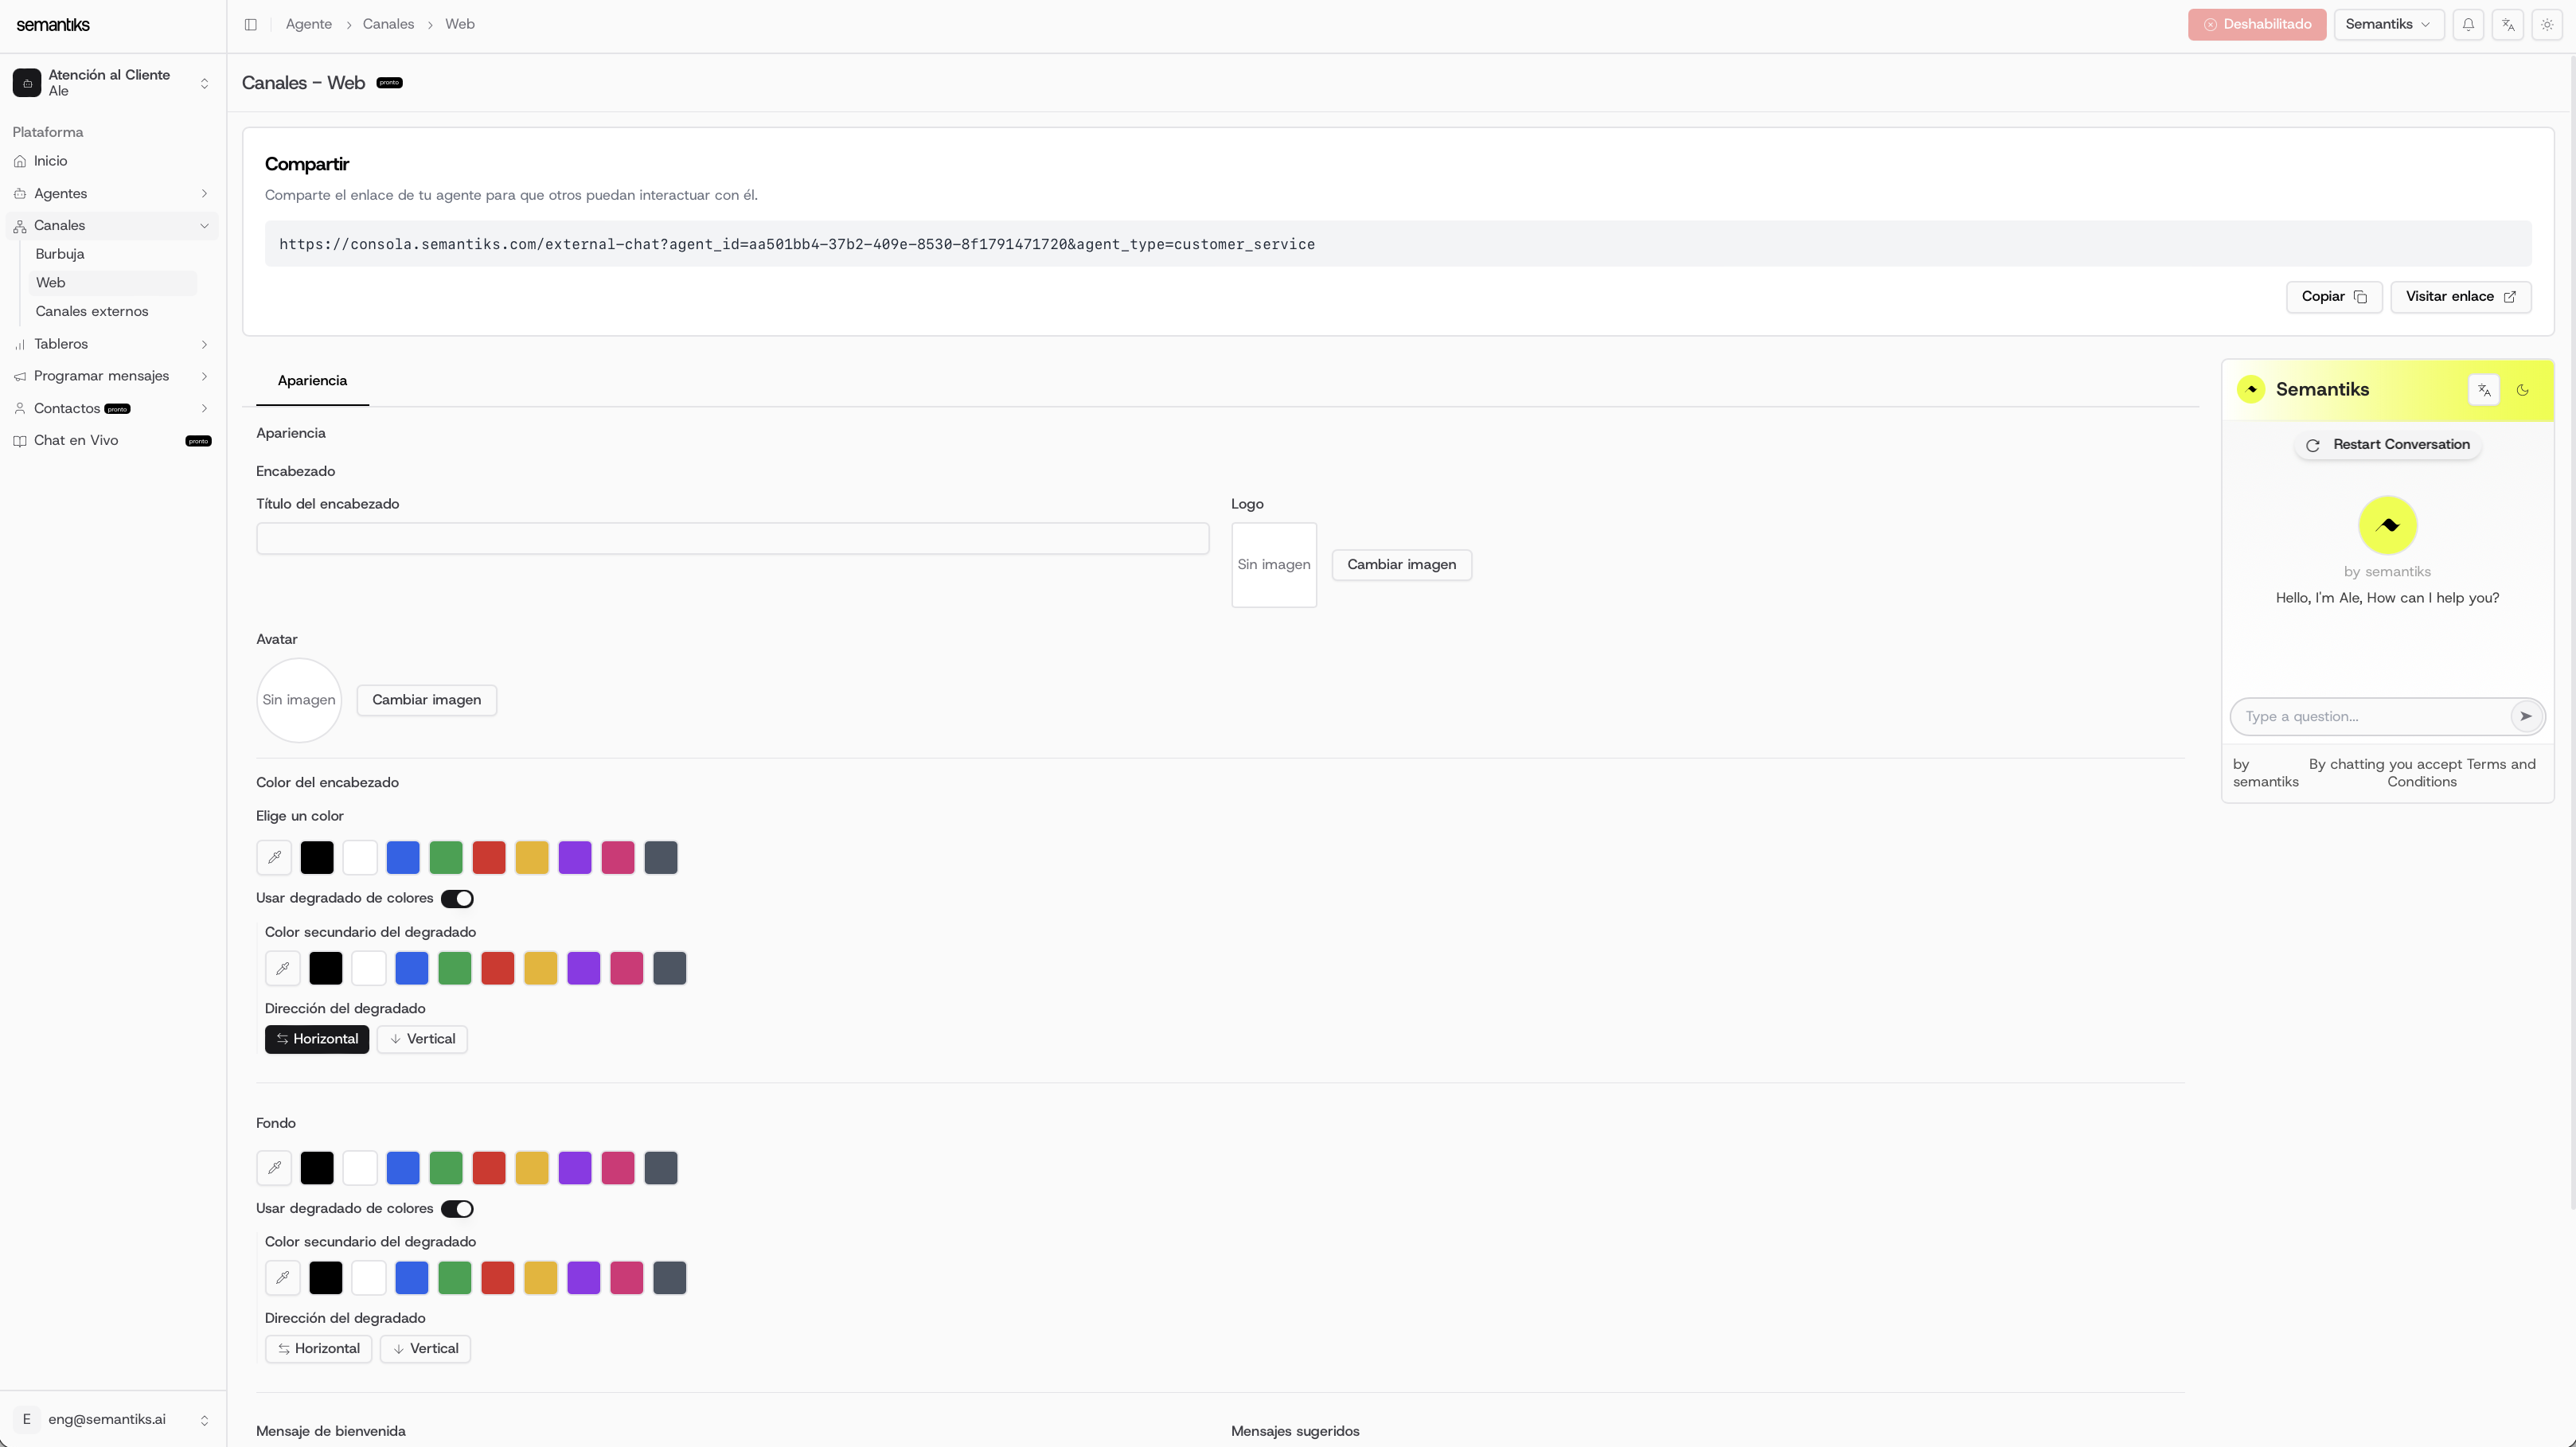 semantiks
Agente > Canales > Web
Deshabilitado
Semantiks
Atención al Cliente
Ale
Plataforma
Inicio
Agentes
Canales
Burbuja
Web
Canales externos
Tableros
Programar mensajes
Contactos pronto
Chat en Vivo pronto
eng@semantiks.ai
E
Canales - Web pronto
Compartir
Comparte el enlace de tu agente para que otros puedan interactuar con él.
https://consola.semantiks.com/external-chat?agent_id=aa501bb4-37b2-409e-8530-8f1791471720&agent_type=customer_service
Copiar
Visitar enlace
Apariencia
Apariencia
Encabezado
Título del encabezado
Logo
Sin imagen
Cambiar imagen
Avatar
Sin imagen
Cambiar imagen
Color del encabezado
Elige un color
Usar degradado de colores
Color secundario del degradado
Dirección del degradado
Horizontal
Vertical
Fondo
Usar degradado de colores
Color secundario del degradado
Dirección del degradado
Horizontal
Vertical
Mensaje de bienvenida
Mensajes sugeridos
Semantiks
Restart Conversation
by semantiks
Hello, I'm Ale, How can I help you?
Type a question...
by
semantiks
By chatting you accept Terms and
Conditions